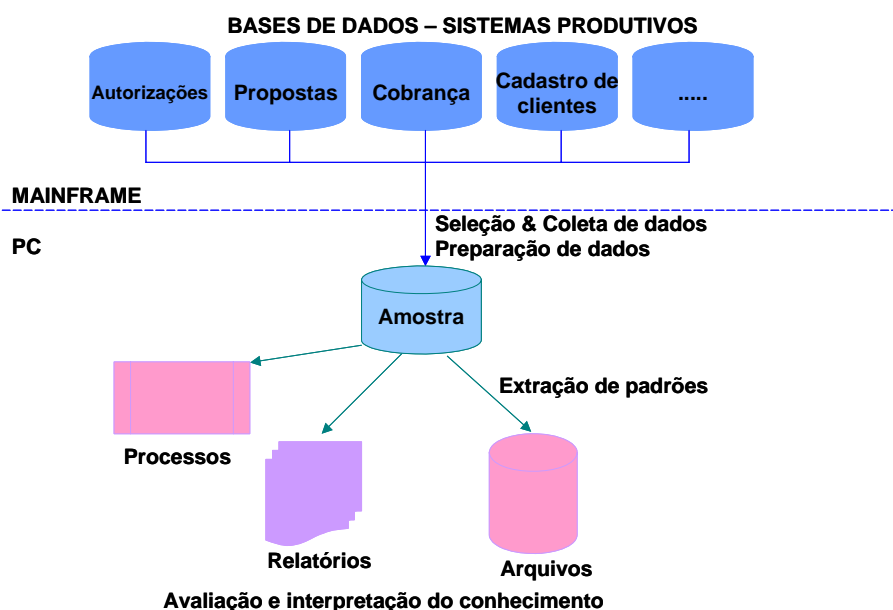 BASES DE DADOS – SISTEMAS PRODUTIVOS
Autorizações
Propostas
Cobrança
Cadastro de
clientes
.....
MAINFRAME
Seleção & Coleta de dados
PC
Preparação de dados
Amostra
Extração de padrões
Processos
Relatórios
Arquivos
Avaliação e interpretação do conhecimento